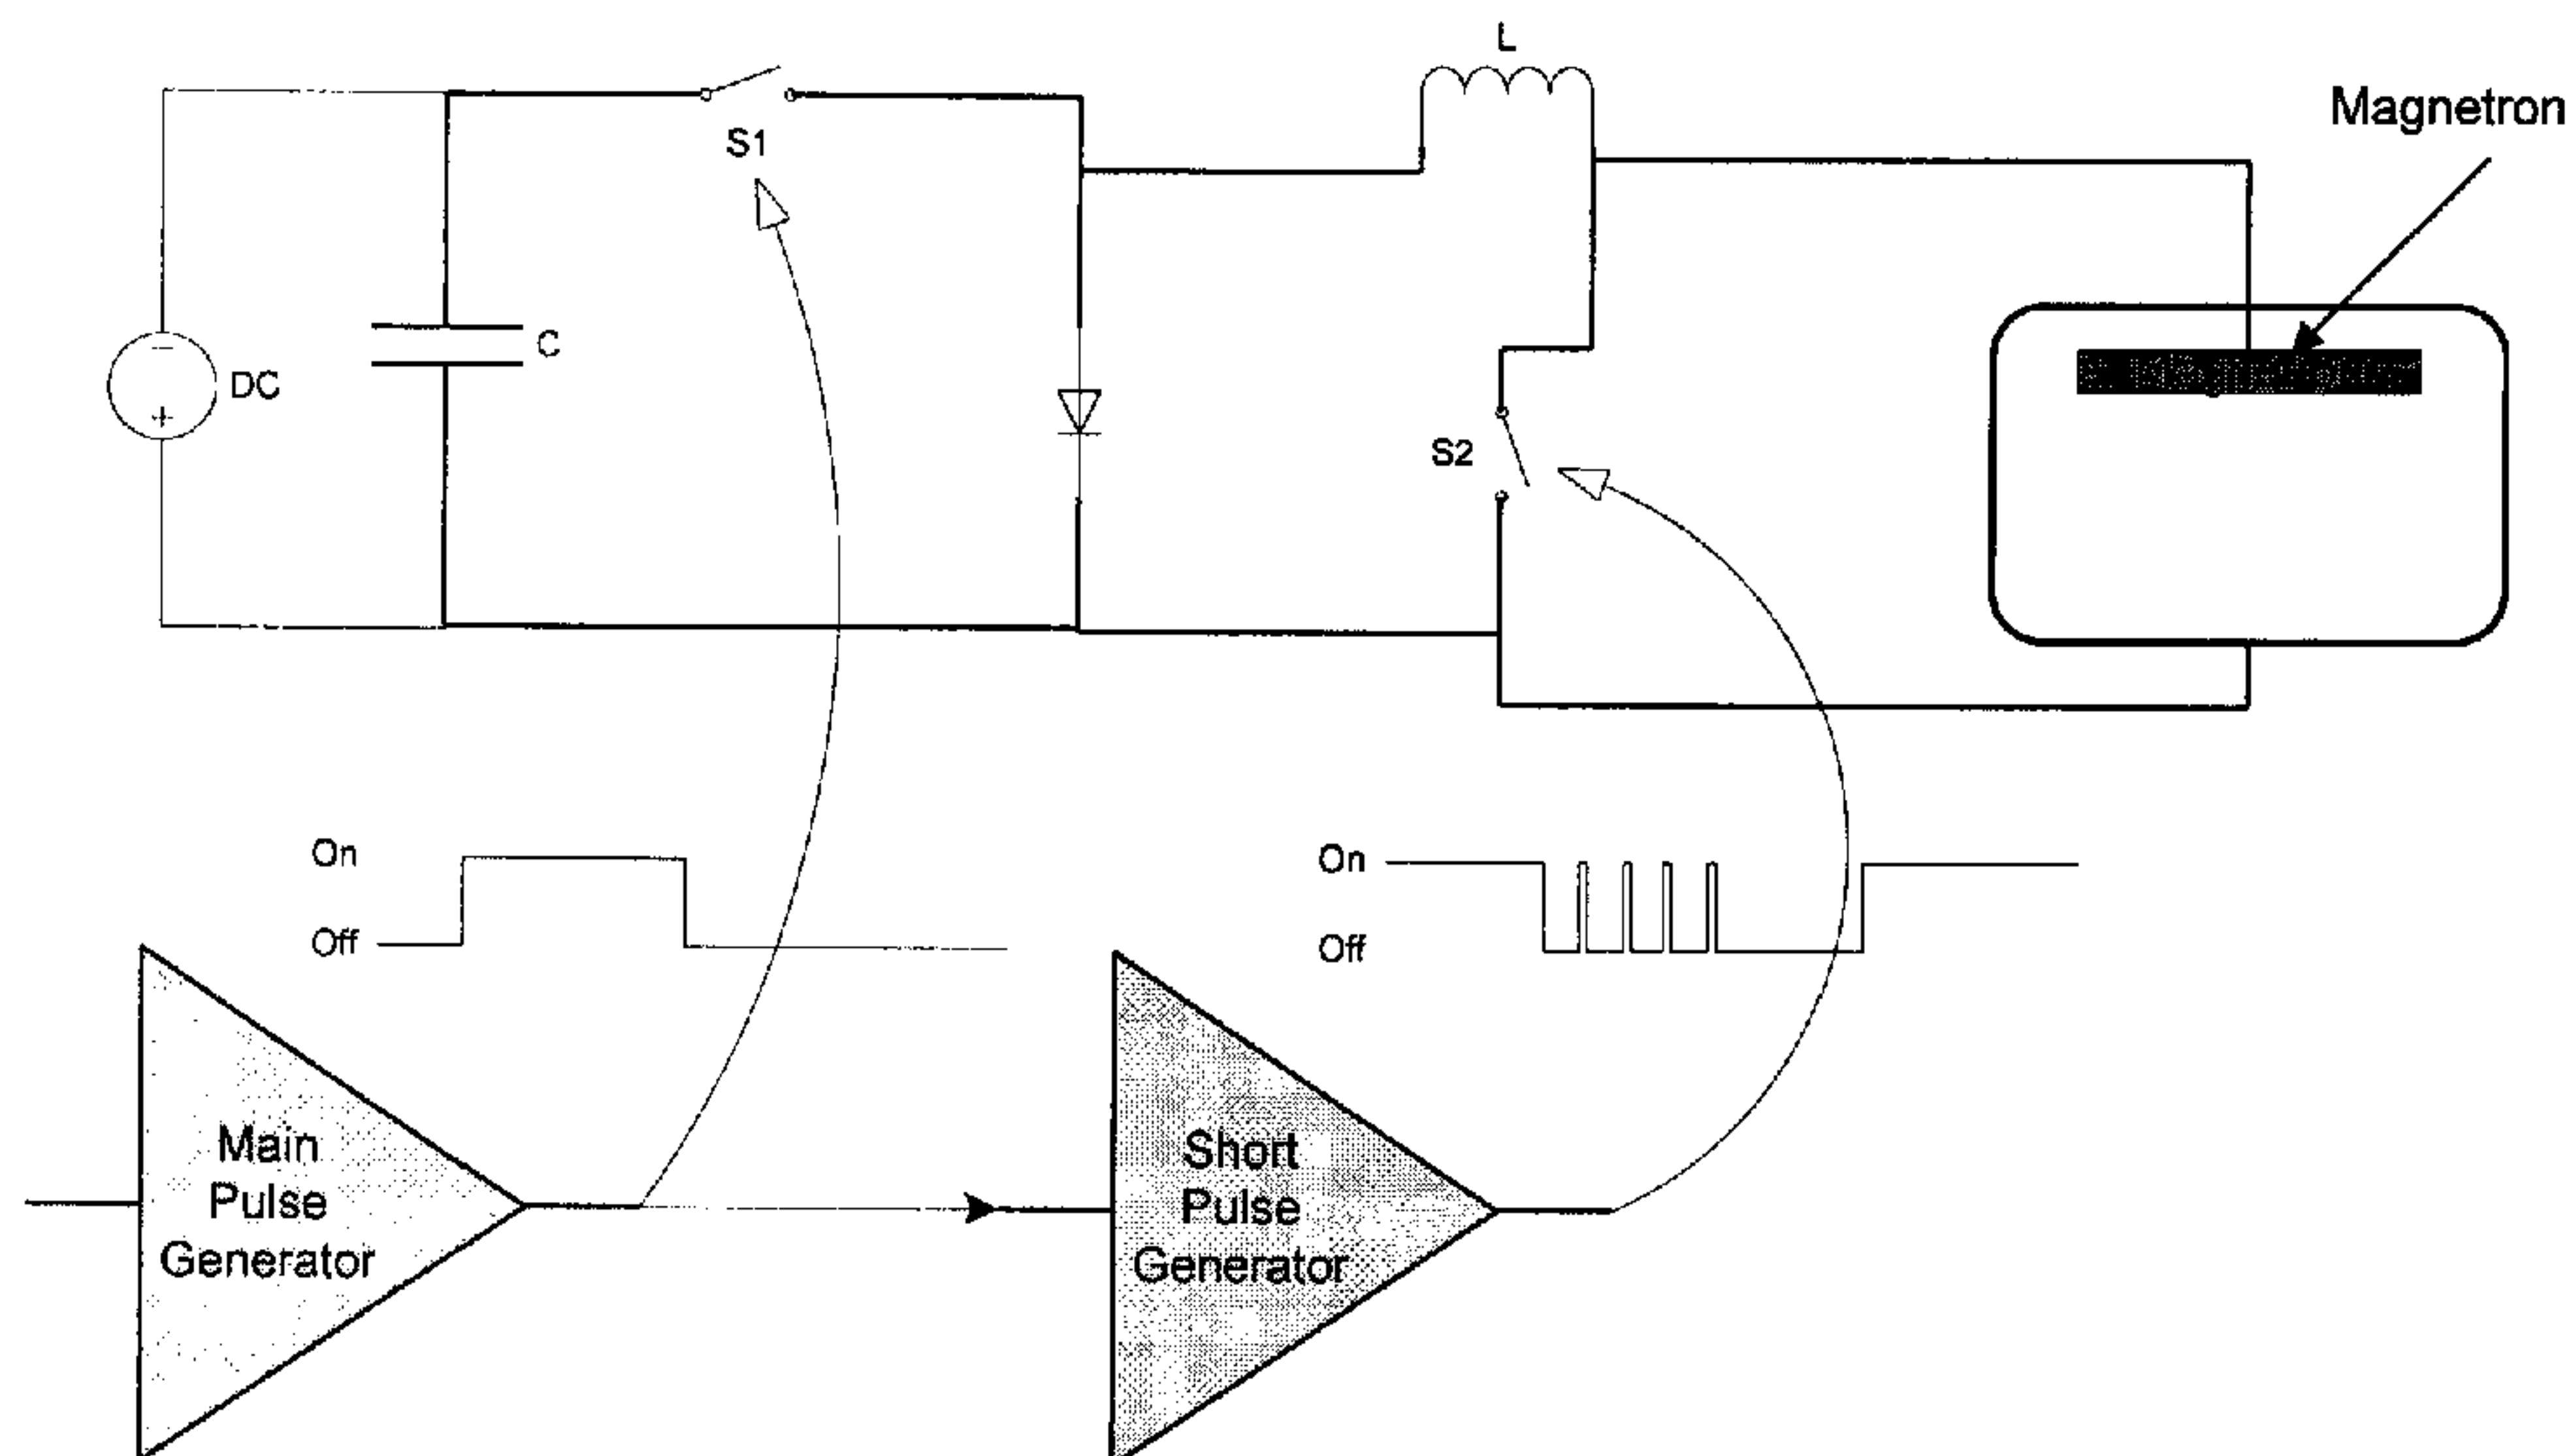 L
Magnetron
S1
C
−
DC
+
S2
On
Off
On
Off
Main
Pulse
Generator
Short
Pulse
Generator